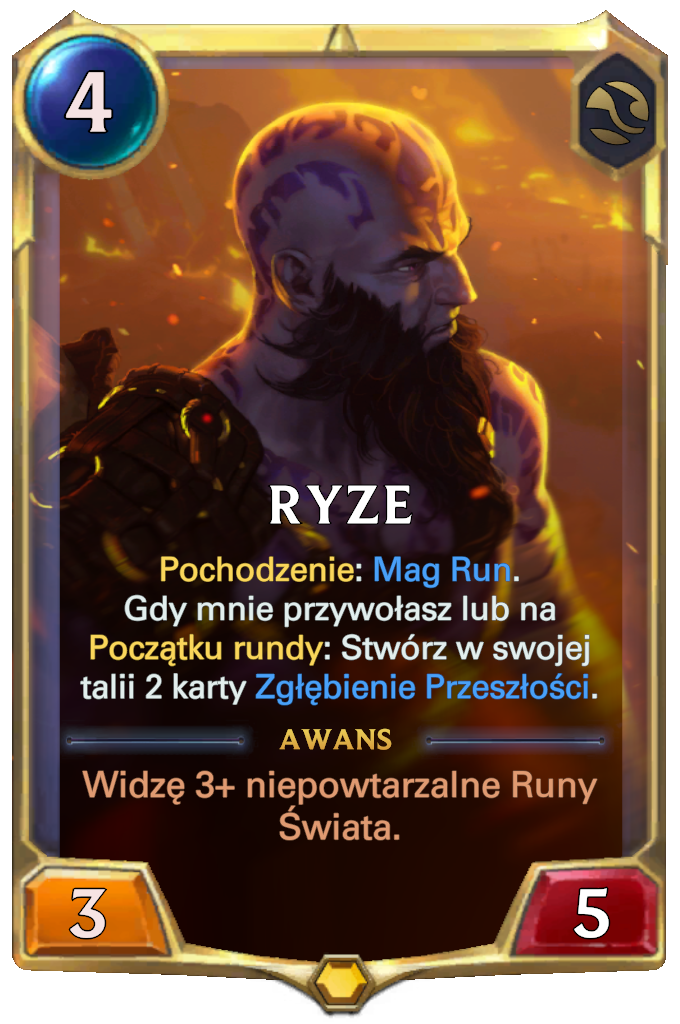 4
RYZE
Pochodzenie: Mag Run.
Gdy mnie przywołasz lub na
Początku rundy: Stwórz w swojej
talii 2 karty Zgłębienie Przeszłości.
AWANS
Widzę 3+ niepowtarzalne Runy
Świata.
3
5